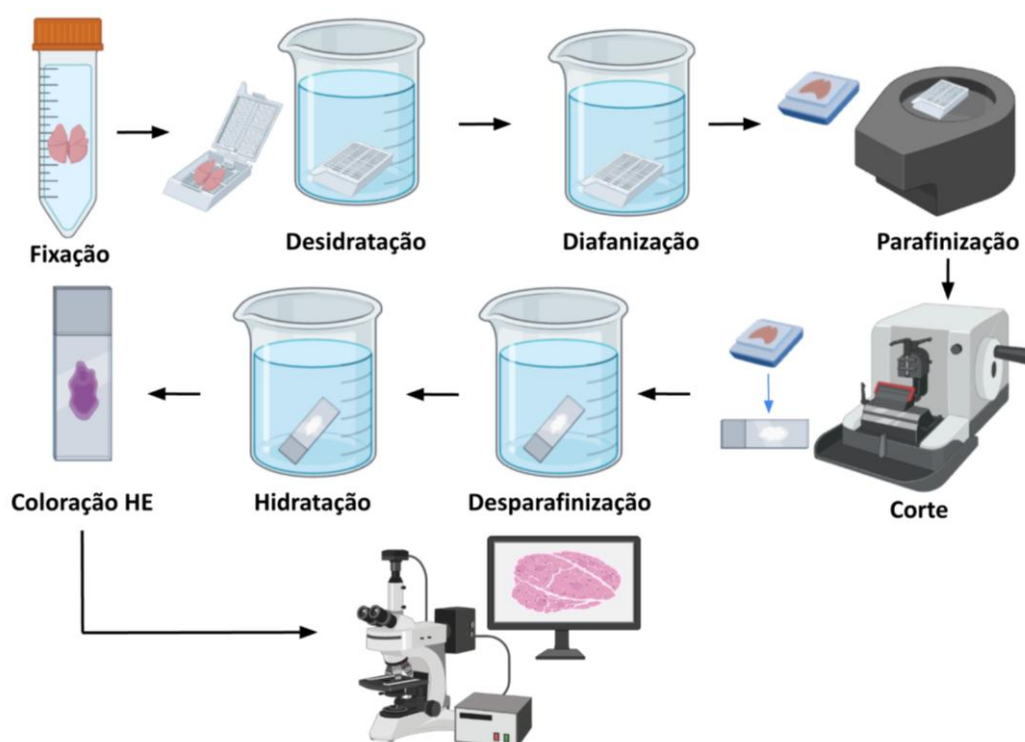 Fixação
Desidratação
Diafanização
Parafinização
Corte
Desparafinização
Hidratação
Coloração HE